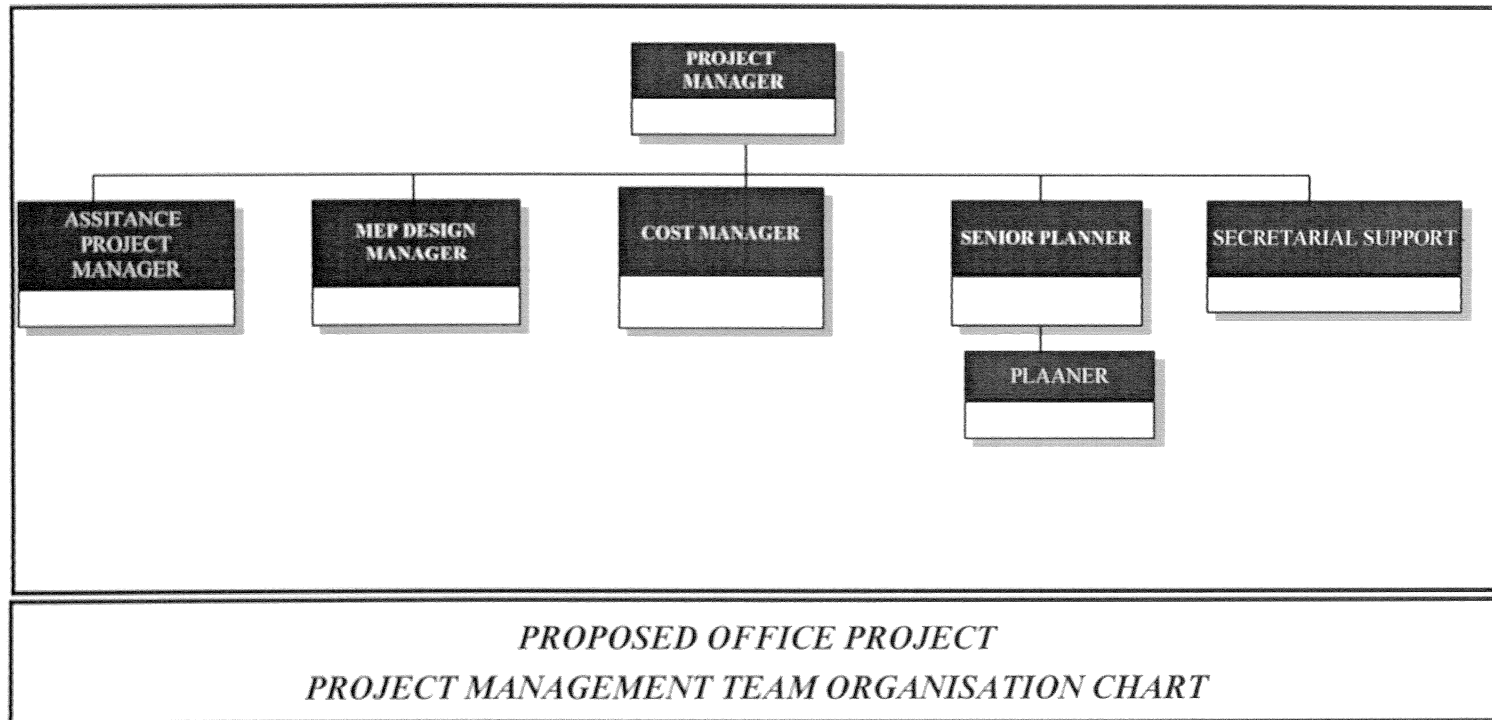 PROJECT
MANAGER
ASSITANCE
PROJECT
MANAGER
MEP DESIGN
MANAGER
COST MANAGER
SENIOR PLANNER
SECRETARIAL SUPPORT
PLAANER
PROPOSED OFFICE PROJECT
PROJECT MANAGEMENT TEAM ORGANISATION CHART